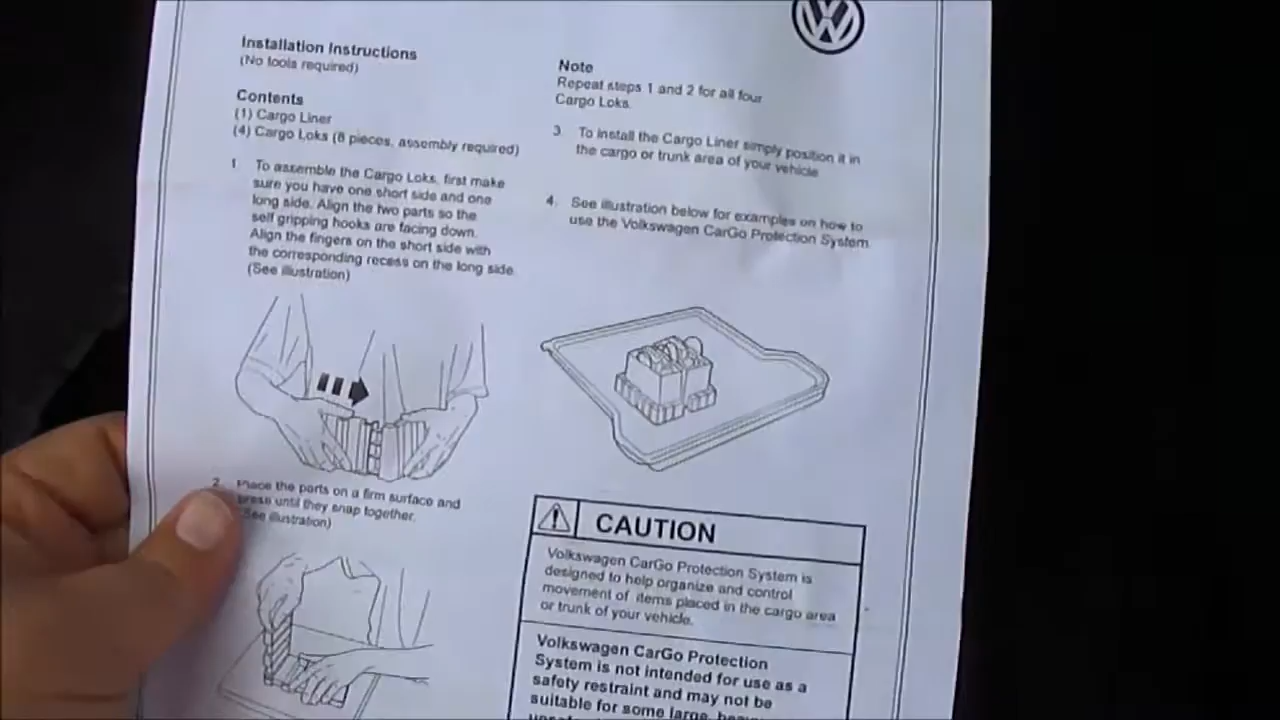 Installation Instructions
(No tools required)
Contents
(1) Cargo Liner
(4) Cargo Loks (8 pieces, assembly required)
1. To assemble the Cargo Loks, first make
sure you have one short side and one
long side. Align the two parts so the
self gripping hooks are facing down.
Align the fingers on the short side with
the corresponding recess on the long side.
(See illustration)
2. Place the parts on a firm surface and
press until they snap together.
(See illustration)
VW
Note
Repeat steps 1 and 2 for all four
Cargo Loks.
3. To install the Cargo Liner simply position it in
the cargo or trunk area of your vehicle
4. See illustration below for examples on how to
use the Volkswagen CarGo Protection System
CAUTION
Volkswagen CarGo Protection System is
designed to help organize and control
movement of items placed in the cargo area
or trunk of your vehicle.
Volkswagen CarGo Protection
System is not intended for use as a
safety restraint and may not be
suitable for some large,